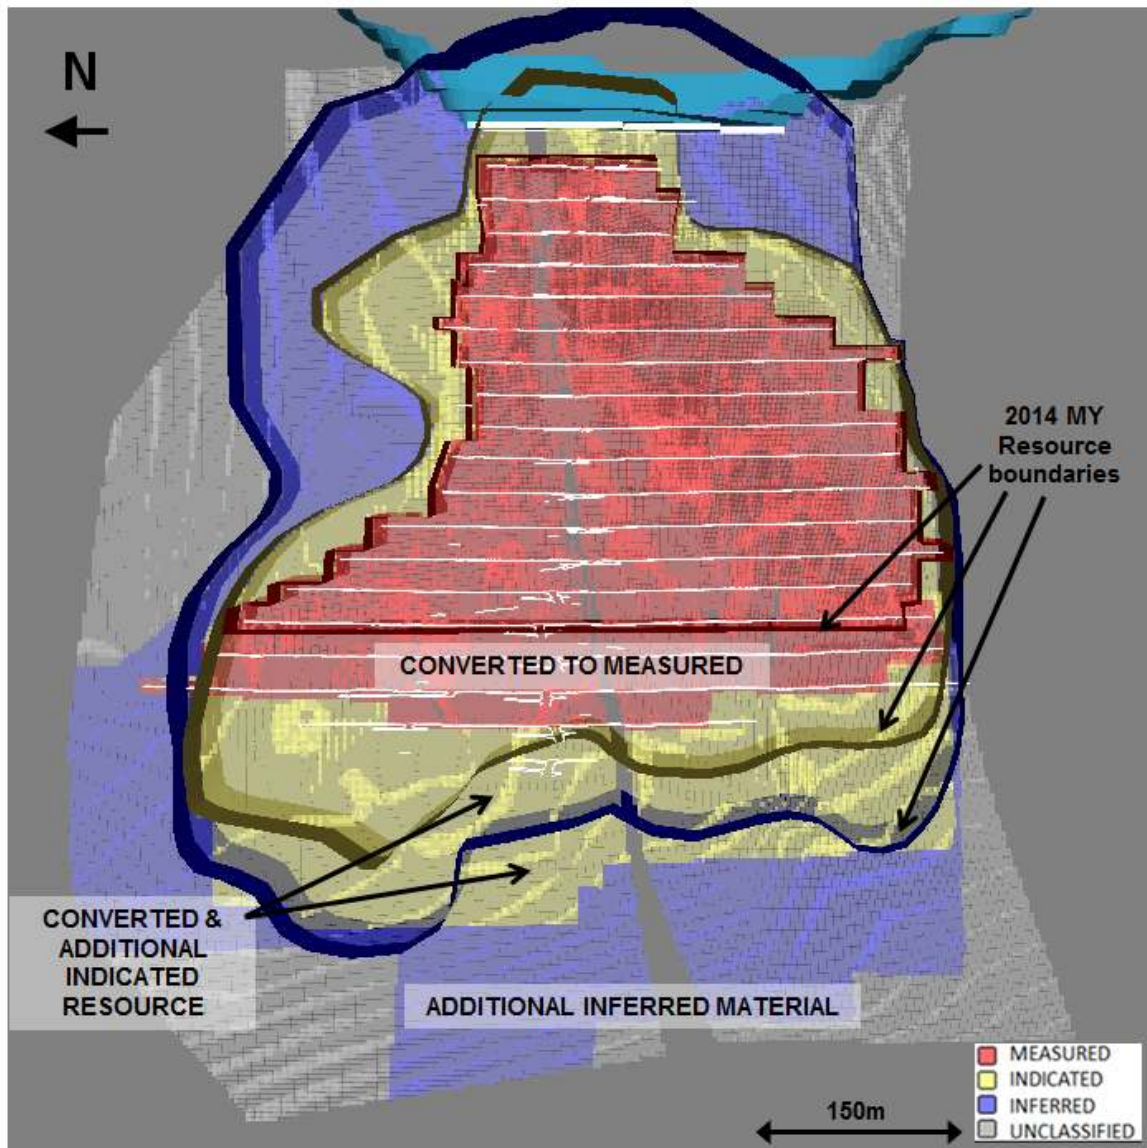 N
2014 MY
Resource
boundaries
CONVERTED TO MEASURED
CONVERTED &
ADDITIONAL
INDICATED
RESOURCE
ADDITIONAL INFERRED MATERIAL
150m
MEASURED
INDICATED
INFERRED
UNCLASSIFIED